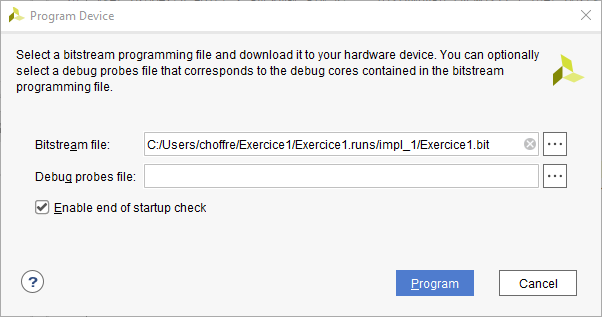 Program Device
Select a bitstream programming file and download it to your hardware device. You can optionally
select a debug probes file that corresponds to the debug cores contained in the bitstream
programming file.
Bitstream file: C:/Users/choffre/Exercice1/Exercice1.runs/impl_1/Exercice1.bit
Debug probes file:
Enable end of startup check
? Program Cancel